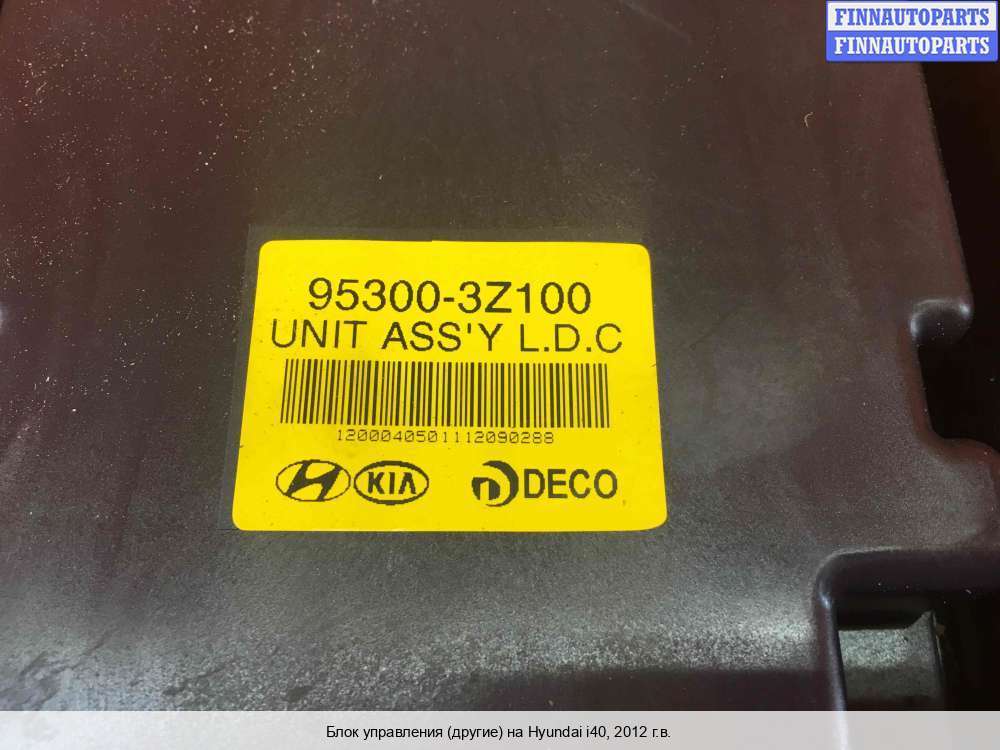 FINNAUTOPARTS
FINNAUTOPARTS
95300-3Z100
UNIT ASS'Y L.D.C
1200040501112090288
KIA
DECO
Блок управления (другие) на Hyundai i40, 2012 г.в.